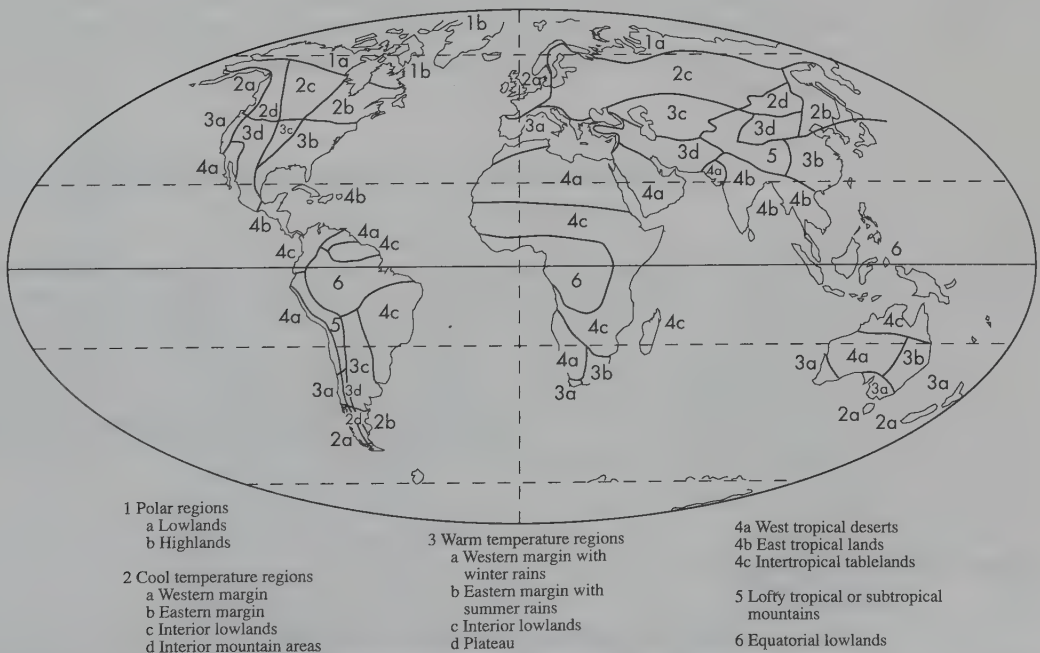 1b
1a
1a
1b
2c
2a
2a
2c
2b
2d
2d
2b
3a
3d
3c
3b
3a
3c
3d
3d
5
3b
4a
4a
4a
4a
4b
4b
4b
4b
4b
4c
4a
4c
4c
6
6
6
4a
4c
5
4c
4c
4c
3a
3c
3d
4a
3b
3a
3a
4a
3b
3a
3a
2d
2b
2a
2a
2a
1 Polar regions
a Lowlands
b Highlands
2 Cool temperature regions
a Western margin
b Eastern margin
c Interior lowlands
d Interior mountain areas
3 Warm temperature regions
a Western margin with
winter rains
b Eastern margin with
summer rains
c Interior lowlands
d Plateau
4a West tropical deserts
4b East tropical lands
4c Intertropical tablelands
5 Lofty tropical or subtropical
mountains
6 Equatorial lowlands